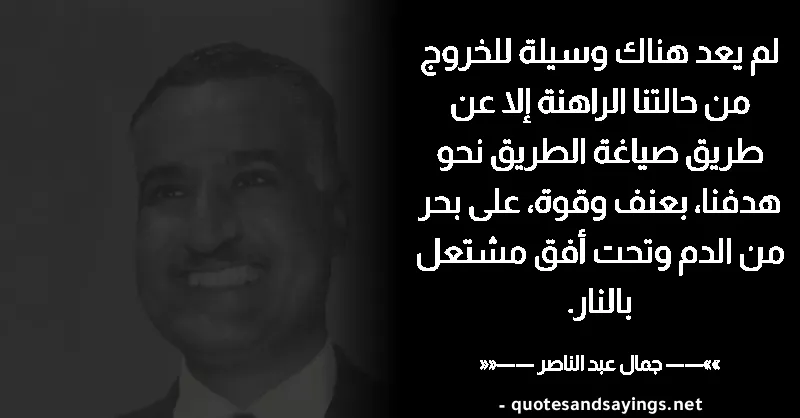 لم يعد هناك وسيلة للخروج
من حالتنا الراهنة إلا عن
طريق صياغة الطريق نحو
هدفنا، بعنف وقوة، على بحر
من الدم وتحت أفق مشتعل
بالنار.
»»—— جمال عبد الناصر ——««
- quotesandsayings.net